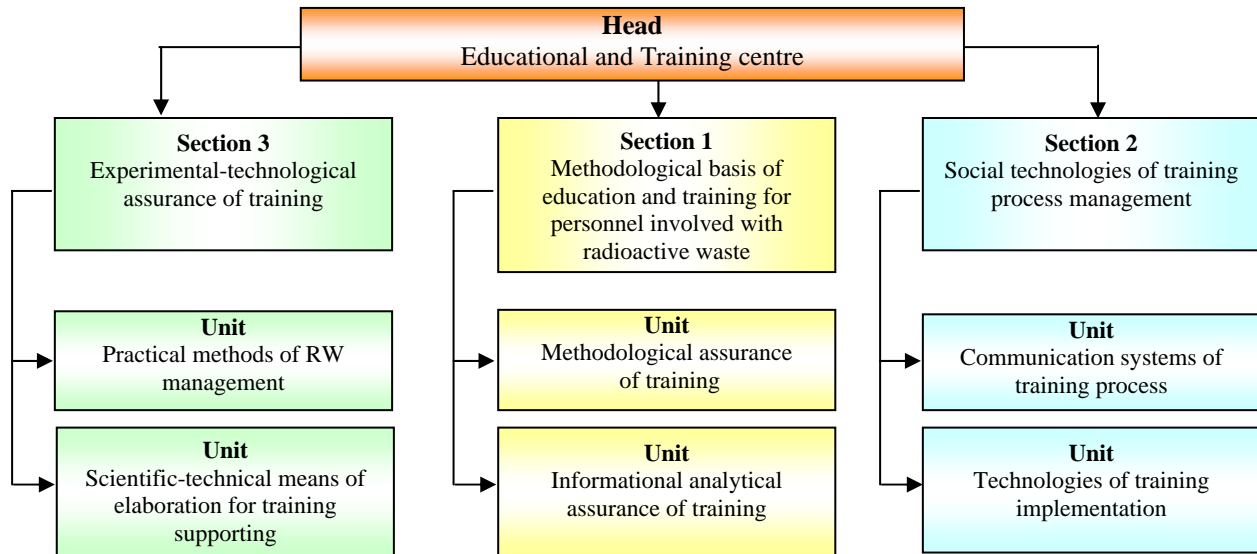 Head
Educational and Training centre
Section 3
Experimental-technological
assurance of training
Section 1
Methodological basis of
education and training for
personnel involved with
radioactive waste
Section 2
Social technologies of training
process management
Unit
Practical methods of RW
management
Unit
Methodological assurance
of training
Unit
Communication systems of
training process
Unit
Scientific-technical means of
elaboration for training
supporting
Unit
Informational analytical
assurance of training
Unit
Technologies of training
implementation